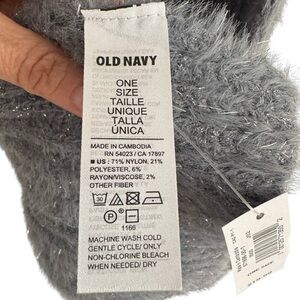 OLD NAVY
ONE
SIZE
TAILLE
UNIQUE
TALLA
ÚNICA
MADE IN CAMBODIA
RN 54023 / CA 17897
■ US : 71% NYLON, 21%
POLYESTER, 6%
RAYON/VISCOSE, 2%
OTHER FIBER
30
P
1166
MACHINE WASH COLD
GENTLE CYCLE/ ONLY
NON-CHLORINE BLEACH
WHEN NEEDED/ DRY